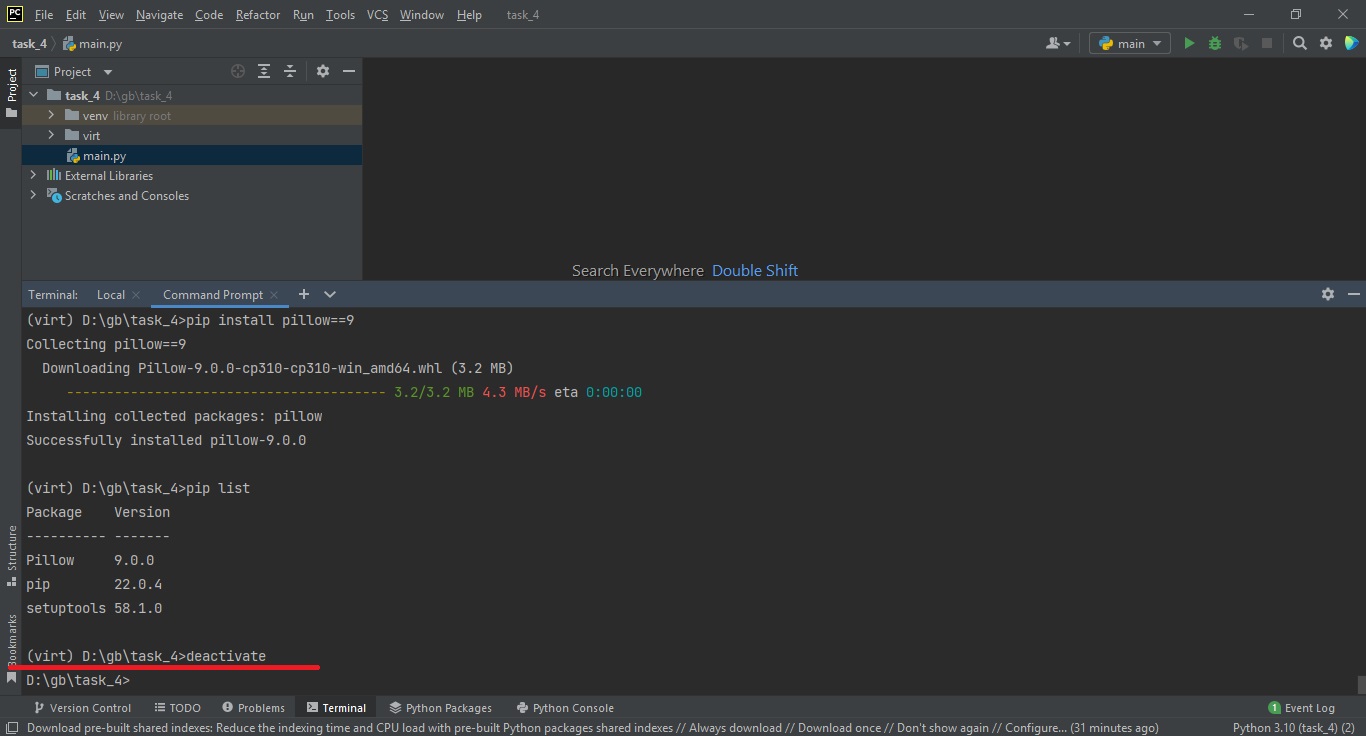 PC File Edit View Navigate Code Refactor Run Tools VCS Window Help task_4
task_4 main.py main
Project
Project
task_4 D:\gb\task_4
venv library root
virt
main.py
External Libraries
Scratches and Consoles
Search Everywhere Double Shift
Terminal: Local Command Prompt
(virt) D:\gb\task_4>pip install pillow==9
Collecting pillow==9
Downloading Pillow-9.0.0-cp310-cp310-win_amd64.whl (3.2 MB)
---------------------------------------- 3.2/3.2 MB 4.3 MB/s eta 0:00:00
Installing collected packages: pillow
Successfully installed pillow-9.0.0
(virt) D:\gb\task_4>pip list
Package Version
---------- -------
Pillow 9.0.0
pip 22.0.4
setuptools 58.1.0
(virt) D:\gb\task_4>deactivate
D:\gb\task_4>
Structure
Bookmarks
Version Control TODO Problems Terminal Python Packages Python Console 1 Event Log
Download pre-built shared indexes: Reduce the indexing time and CPU load with pre-built Python packages shared indexes // Always download // Download once // Don't show again // Configure... (31 minutes ago) Python 3.10 (task_4) (2)